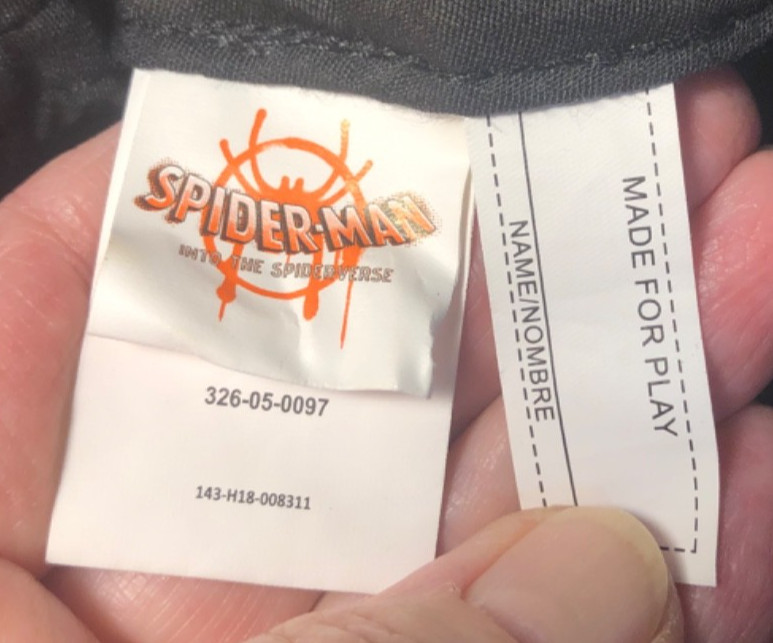 SPIDER-MAN
INTO THE SPIDER-VERSE
326-05-0097
143-H18-008311
NAME/NOMBRE
MADE FOR PLAY